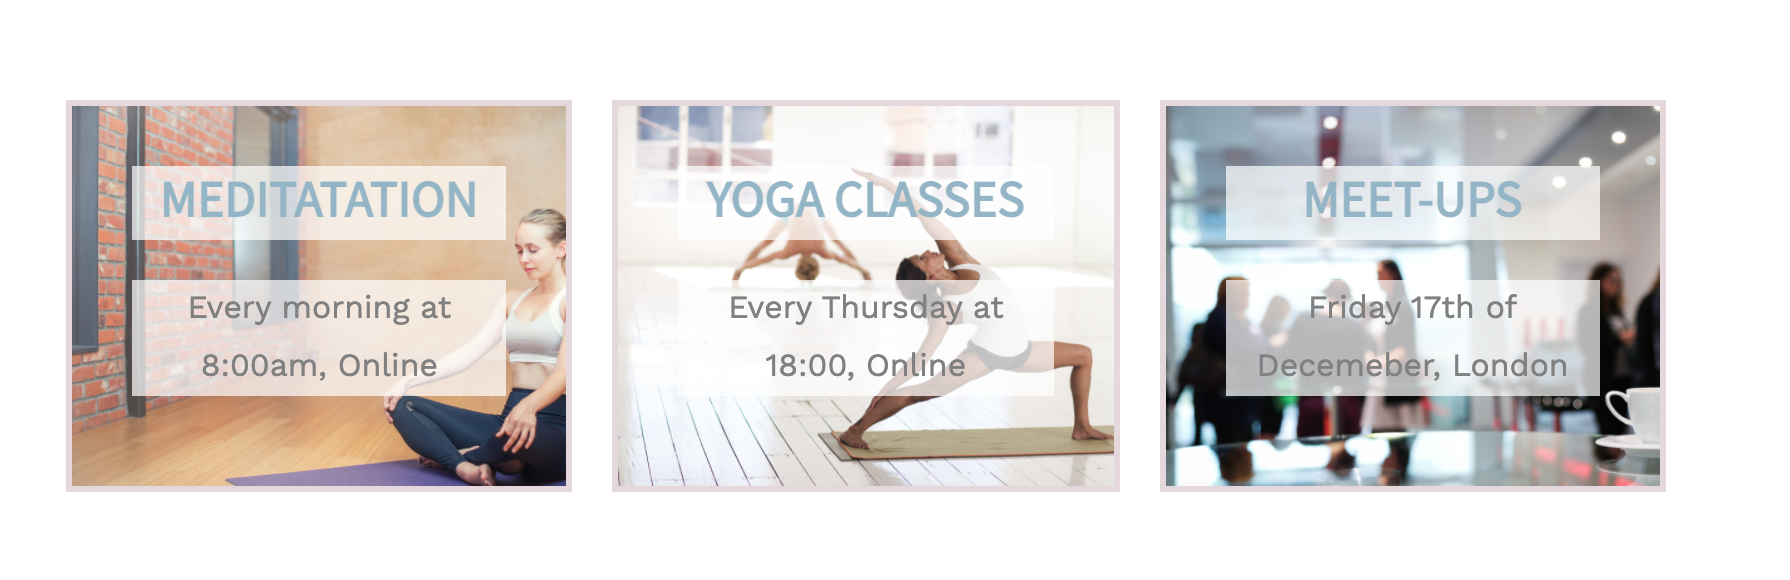 MEDITATATION
Every morning at
8:00am, Online
YOGA CLASSES
Every Thursday at
18:00, Online
MEET-UPS
Friday 17th of
Decemeber, London